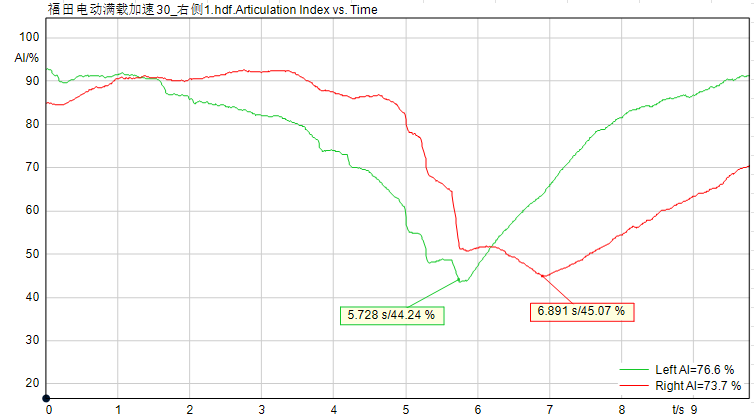 福田电动满载加速30_右侧1.hdf.Articulation Index vs. Time
100
AI/%
90
80
70
60
50
40
30
20
5.728 s/44.24 %
6.891 s/45.07 %
Left AI=76.6 %
Right AI=73.7 %
0 1 2 3 4 5 6 7 8 t/s 9